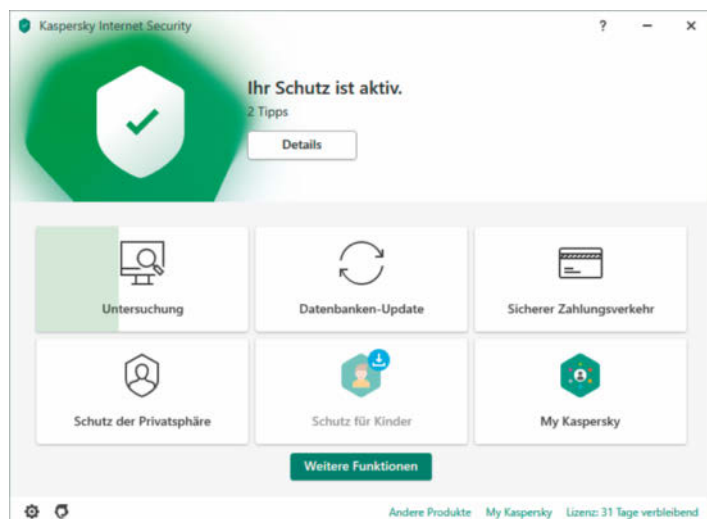 Kaspersky Internet Security
?
Ihr Schutz ist aktiv.
2 Tipps
Details
Untersuchung
Datenbanken-Update
Sicherer Zahlungsverkehr
Schutz der Privatsphäre
Schutz für Kinder
My Kaspersky
Weitere Funktionen
Andere Produkte My Kaspersky Lizenz: 31 Tage verbleibend